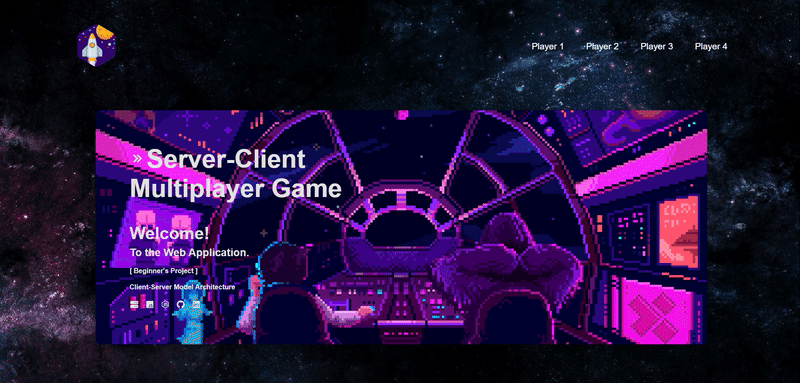 Player 1 Player 2 Player 3 Player 4
» Server-Client
Multiplayer Game
Welcome!
To the Web Application.
[ Beginner's Project ]
Client-Server Model Architecture